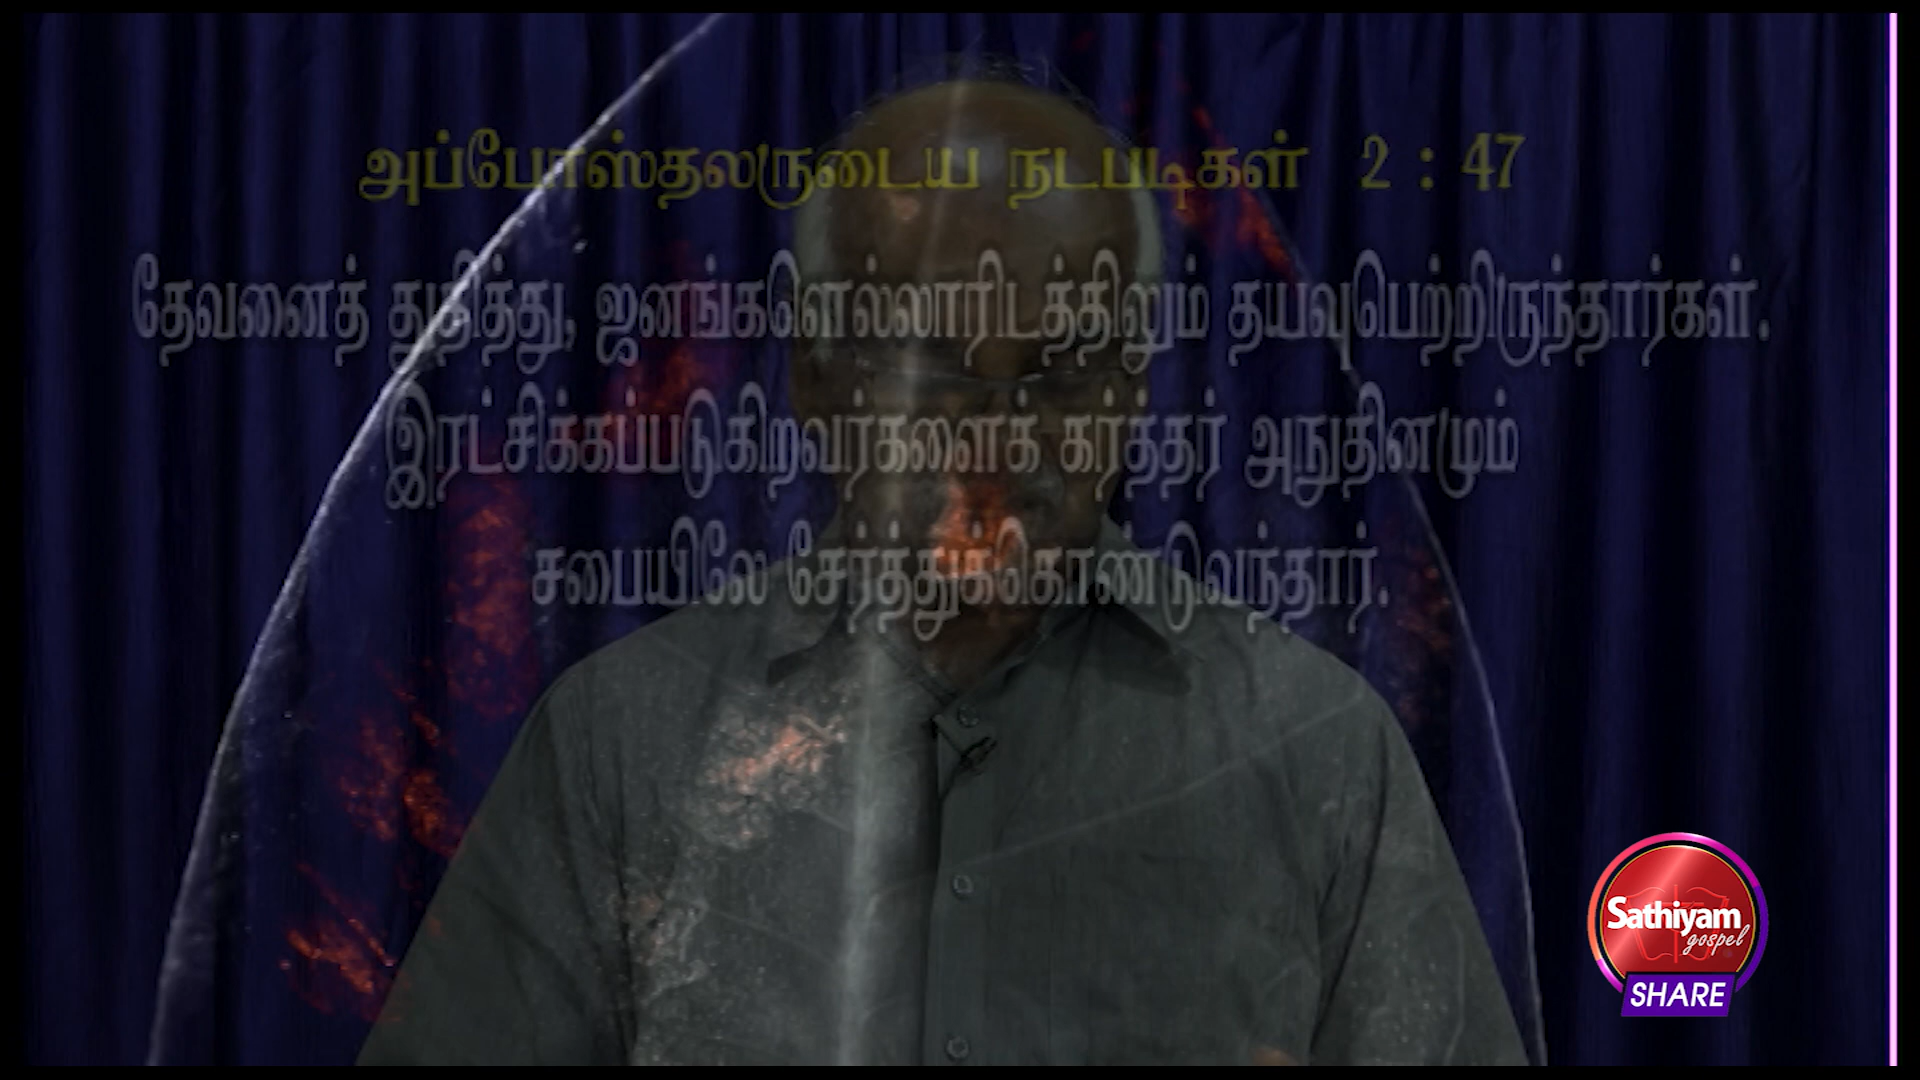 அப்போஸ்தலருடைய நடபடிகள் 2 : 47
தேவனைத் துதித்து, ஜனங்களெல்லாரிடத்திலும் தயவுபெற்றிருந்தார்கள்.
இரட்சிக்கப்படுகிறவர்களைக் கர்த்தர் அநுதினமும்
சபையிலே சேர்த்துக்கொண்டுவந்தார்.
Sathiyam
gospel
SHARE